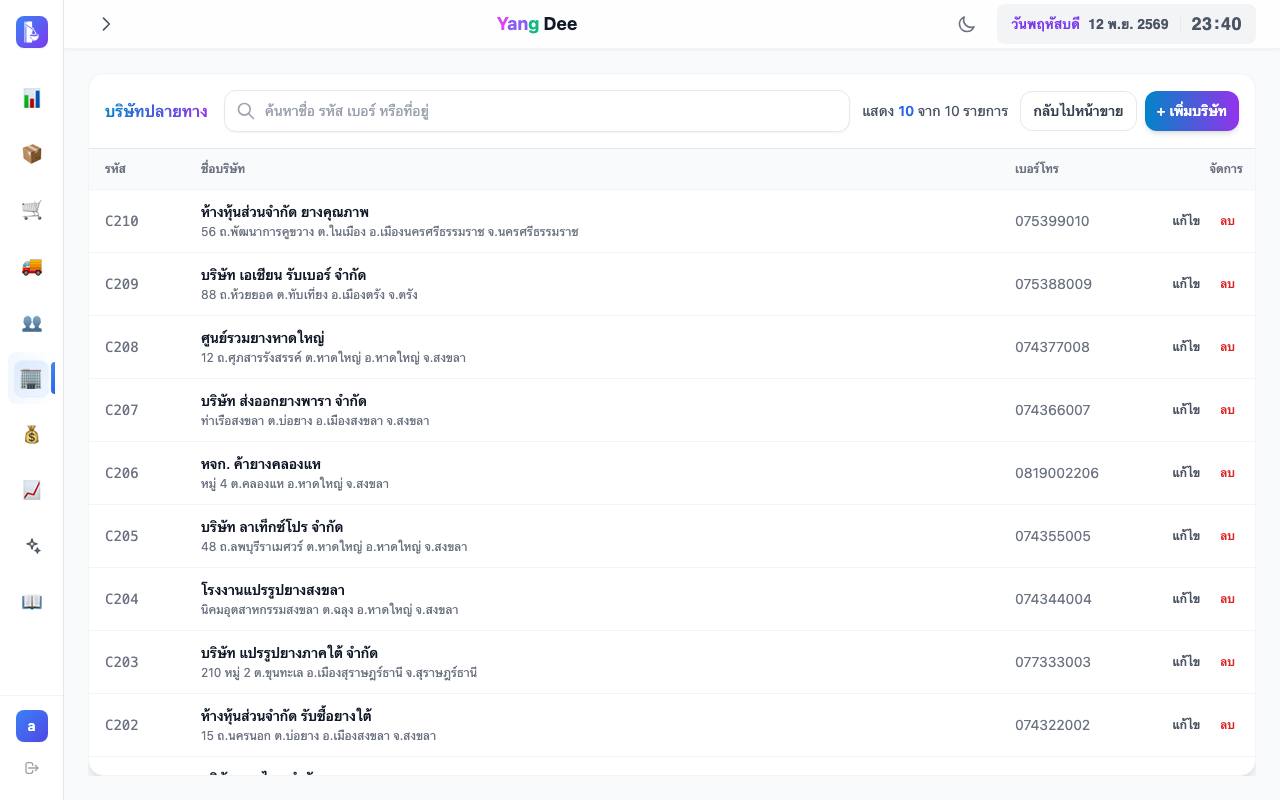 Yang Dee
วันพฤหัสบดี 12 พ.ย. 2569 23:40
บริษัทปลายทาง
ค้นหาชื่อ รหัส เบอร์ หรือที่อยู่
แสดง 10 จาก 10 รายการ
กลับไปหน้าขาย
+ เพิ่มบริษัท
รหัส ชื่อบริษัท เบอร์โทร จัดการ
C210 ห้างหุ้นส่วนจำกัด ยางคุณภาพ 075399010 แก้ไข ลบ
56 ถ.พัฒนาการคูขวาง ต.ในเมือง อ.เมืองนครศรีธรรมราช จ.นครศรีธรรมราช
C209 บริษัท เอเชียน รับเบอร์ จำกัด 075388009 แก้ไข ลบ
88 ถ.ห้วยยอด ต.ทับเที่ยง อ.เมืองตรัง จ.ตรัง
C208 ศูนย์รวมยางหาดใหญ่ 074377008 แก้ไข ลบ
12 ถ.ศุภสารรังสรรค์ ต.หาดใหญ่ อ.หาดใหญ่ จ.สงขลา
C207 บริษัท ส่งออกยางพารา จำกัด 074366007 แก้ไข ลบ
ท่าเรือสงขลา ต.บ่อยาง อ.เมืองสงขลา จ.สงขลา
C206 หจก. ค้ายางคลองแห 0819002206 แก้ไข ลบ
หมู่ 4 ต.คลองแห อ.หาดใหญ่ จ.สงขลา
C205 บริษัท ลาเท็กซ์โปร จำกัด 074355005 แก้ไข ลบ
48 ถ.ลพบุรีราเมศวร์ ต.หาดใหญ่ อ.หาดใหญ่ จ.สงขลา
C204 โรงงานแปรรูปยางสงขลา 074344004 แก้ไข ลบ
นิคมอุตสาหกรรมสงขลา ต.ฉลุง อ.หาดใหญ่ จ.สงขลา
C203 บริษัท แปรรูปยางภาคใต้ จำกัด 077333003 แก้ไข ลบ
210 หมู่ 2 ต.ขุนทะเล อ.เมืองสุราษฎร์ธานี จ.สุราษฎร์ธานี
C202 ห้างหุ้นส่วนจำกัด รับซื้อยางใต้ 074322002 แก้ไข ลบ
15 ถ.นครนอก ต.บ่อยาง อ.เมืองสงขลา จ.สงขลา
a